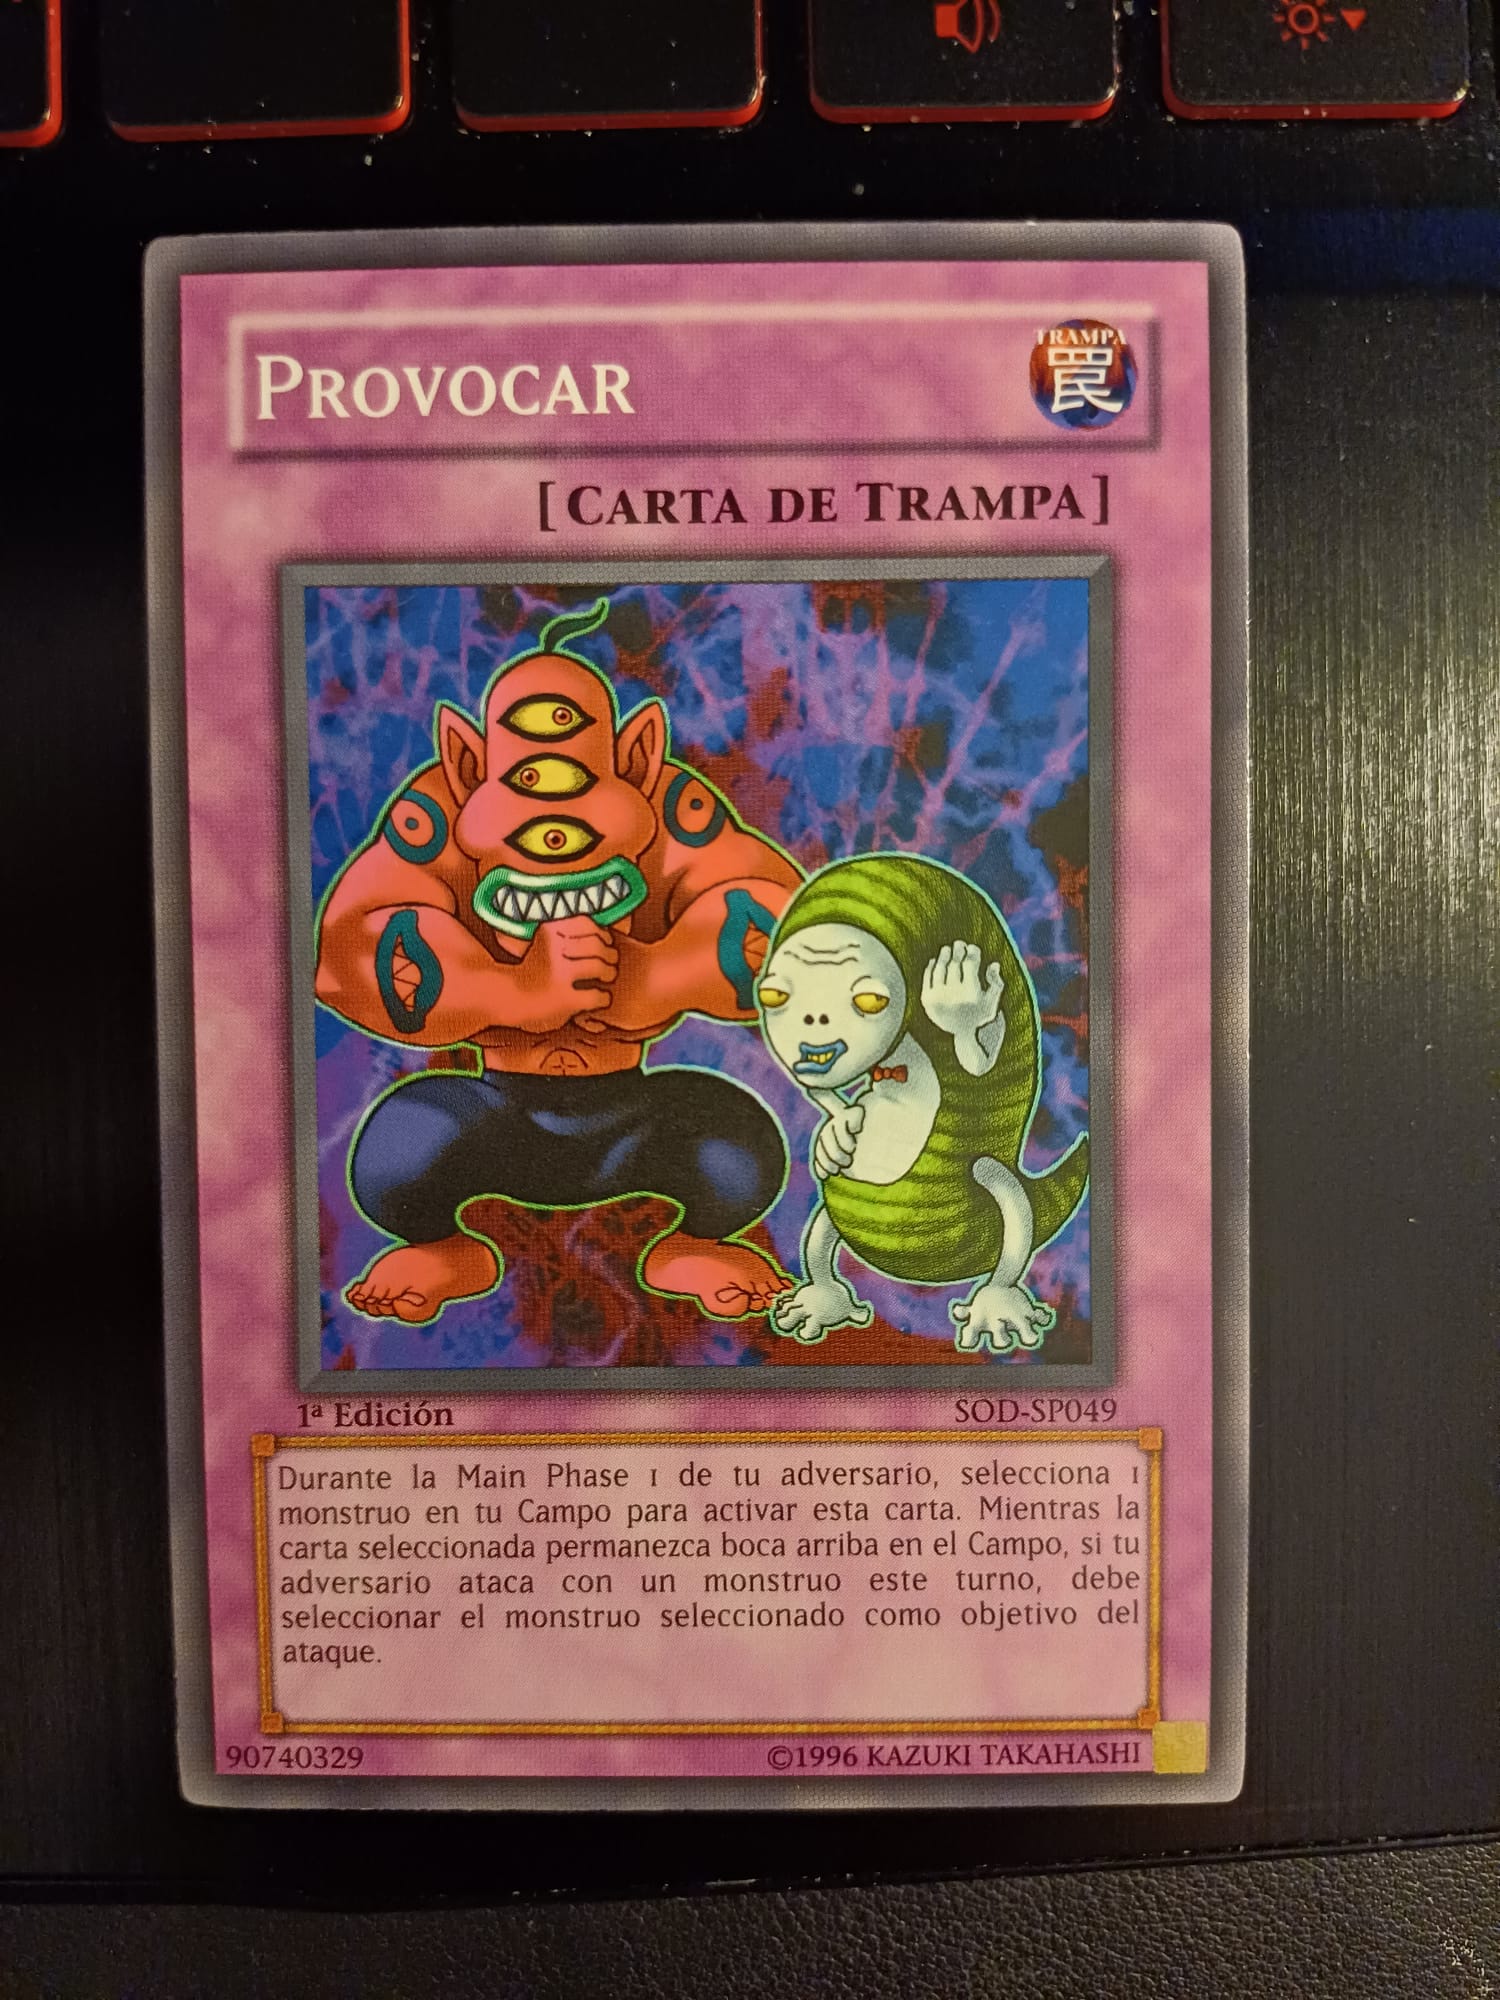 PROVOCAR
TRAMPA
罠
[CARTA DE TRAMPA]
1ª Edición
SOD-SP049
Durante la Main Phase 1 de tu adversario, selecciona 1
monstruo en tu Campo para activar esta carta. Mientras la
carta seleccionada permanezca boca arriba en el Campo, si tu
adversario ataca con un monstruo este turno, debe
seleccionar el monstruo seleccionado como objetivo del
ataque.
90740329
©1996 KAZUKI TAKAHASHI